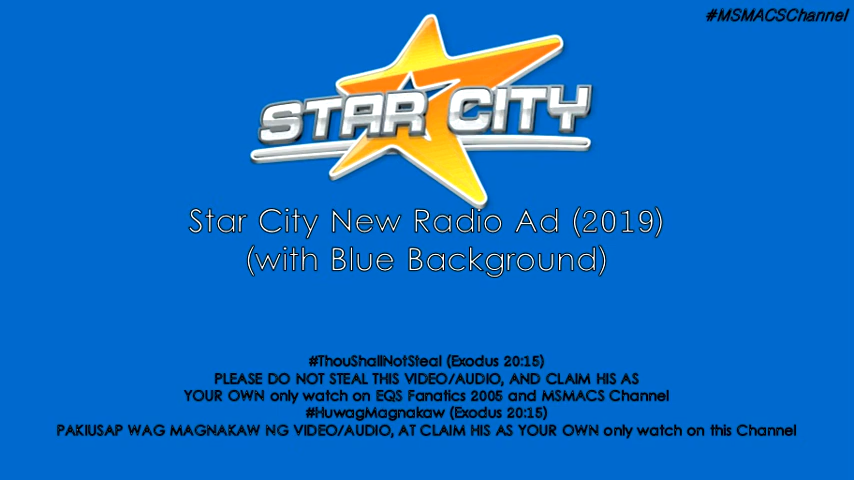 #MSMACSChannel
STAR CITY
Star City New Radio Ad (2019)
(with Blue Background)
#ThouShallNotSteal (Exodus 20:15)
PLEASE DO NOT STEAL THIS VIDEO/AUDIO, AND CLAIM HIS AS
YOUR OWN only watch on EQS Fanatics 2005 and MSMACS Channel
#HuwagMagnakaw (Exodus 20:15)
PAKIUSAP WAG MAGNAKAW NG VIDEO/AUDIO, AT CLAIM HIS AS YOUR OWN only watch on this Channel